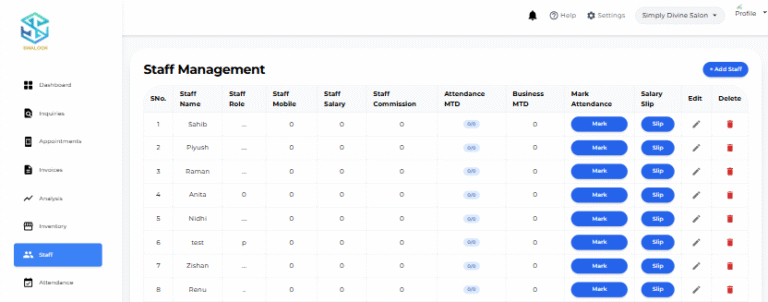 Help
Settings
Simply Divine Salon
Profile
SWALOOK
Staff Management
+ Add Staff
Dashboard
Inquiries
Appointments
Invoices
Analysis
Inventory
Staff
Attendance
SNo. Staff Name Staff Role Staff Mobile Staff Salary Staff Commission Attendance MTD Business MTD Mark Attendance Salary Slip Edit Delete
1 Sahib ... 0 0 0 0/0 0 Mark Slip
2 Piyush .... 0 0 0 0/0 0 Mark Slip
3 Raman ... 0 0 0 0/0 0 Mark Slip
4 Anita 0 0 0 0 0/0 0 Mark Slip
5 Nidhi .... 0 0 0 0/0 0 Mark Slip
6 test p 0 0 0 0/0 0 Mark Slip
7 Zishan .. 0 0 0 0/0 0 Mark Slip
8 Renu .. 0 0 0 0/0 0 Mark Slip